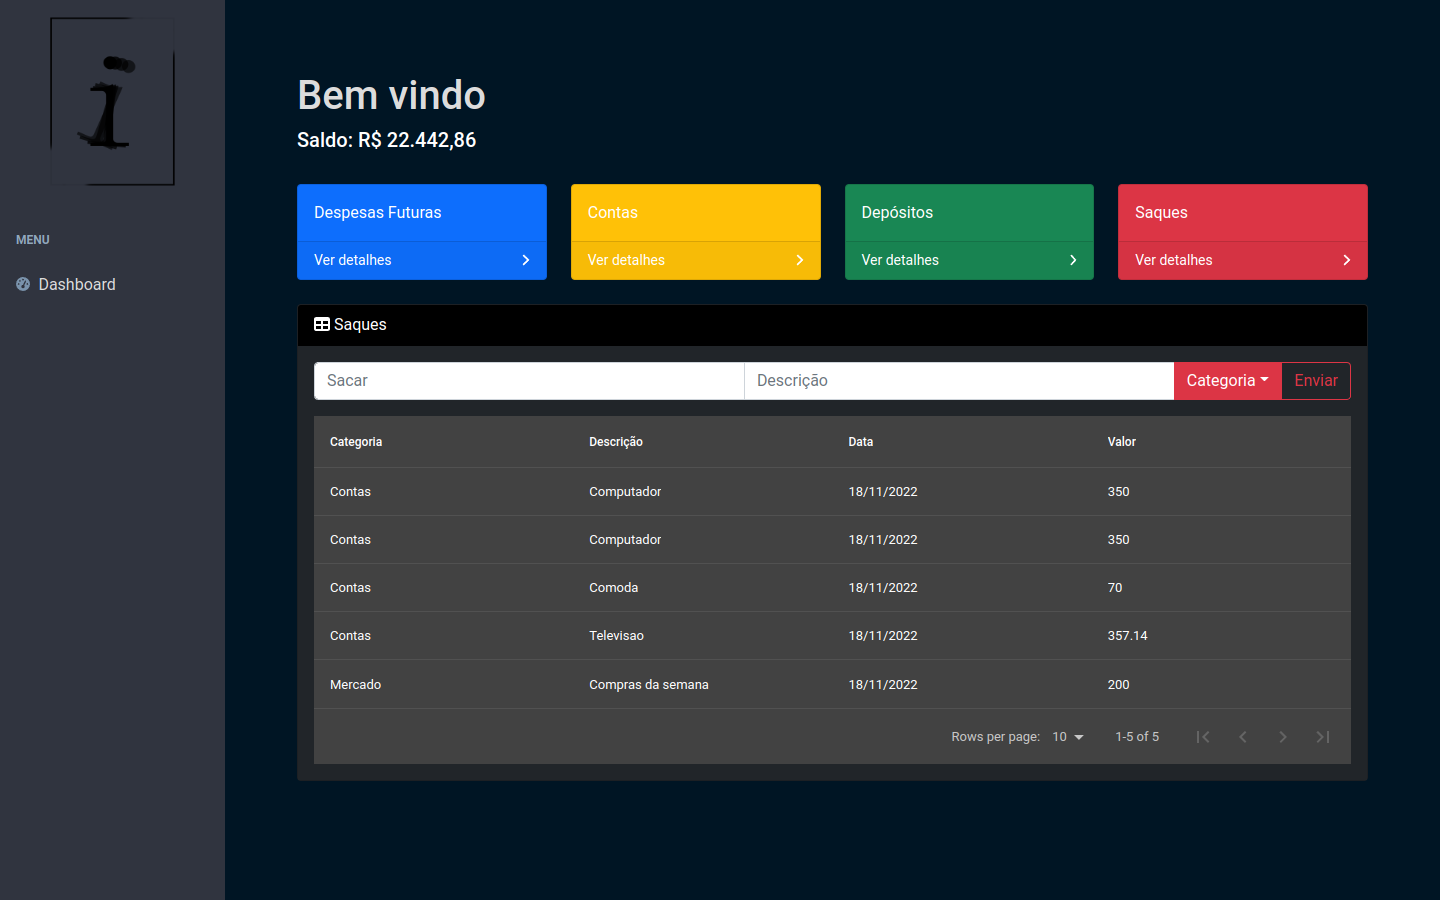 i
MENU
Dashboard
Bem vindo
Saldo: R$ 22.442,86
Despesas Futuras
Ver detalhes
Contas
Ver detalhes
Depósitos
Ver detalhes
Saques
Ver detalhes
Saques
Sacar Descrição Categoria Enviar
Categoria Descrição Data Valor
Contas Computador 18/11/2022 350
Contas Computador 18/11/2022 350
Contas Comoda 18/11/2022 70
Contas Televisao 18/11/2022 357.14
Mercado Compras da semana 18/11/2022 200
Rows per page: 10 1-5 of 5